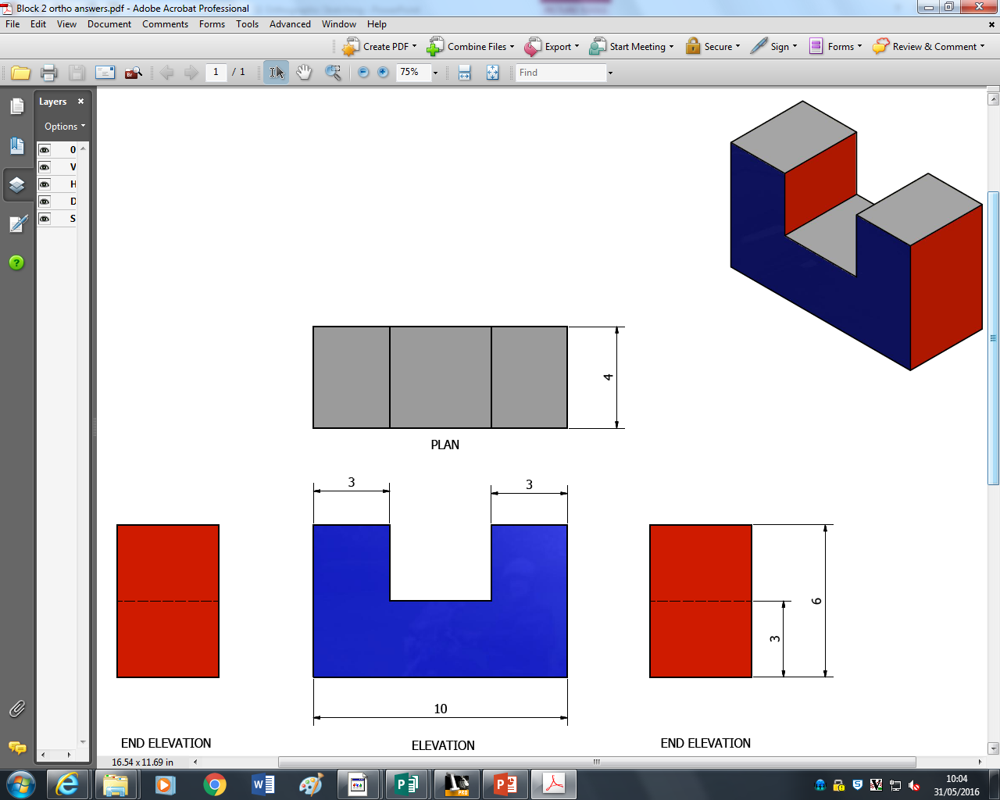 Block 2 ortho answers.pdf - Adobe Acrobat Professional
File Edit View Document Comments Forms Tools Advanced Window Help
Create PDF Combine Files Export Start Meeting Secure Sign Forms Review & Comment
1 / 1 75% Find
Layers
Options
0
V
H
D
S
4
PLAN
3 3
6
3
10
END ELEVATION ELEVATION END ELEVATION
16.54 x 11.69 in
10:04
31/05/2016